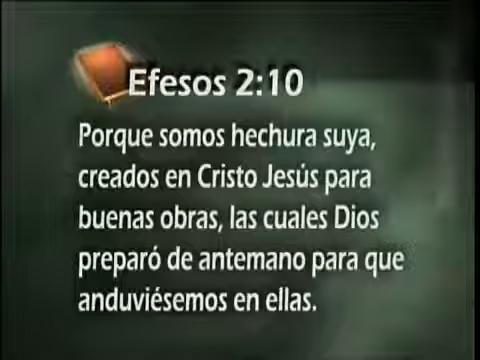 Efesos 2:10
Porque somos hechura suya,
creados en Cristo Jesús para
buenas obras, las cuales Dios
preparó de antemano para que
anduviésemos en ellas.